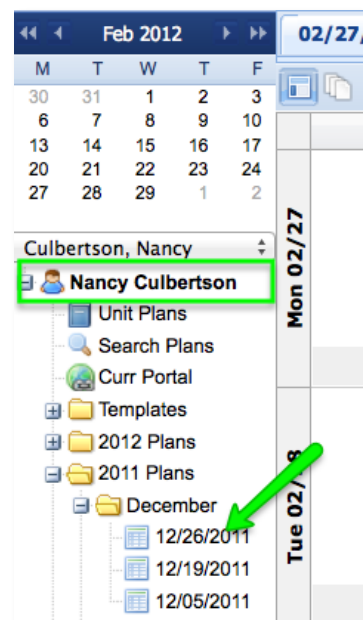 Feb 2012
02/27/
M T W T F
30 31 1 2 3
6 7 8 9 10
13 14 15 16 17
20 21 22 23 24
27 28 29 1 2
Culbertson, Nancy
Nancy Culbertson
Unit Plans
Search Plans
Curr Portal
Templates
2012 Plans
2011 Plans
December
12/26/2011
12/19/2011
12/05/2011
Mon 02/27
Tue 02/28